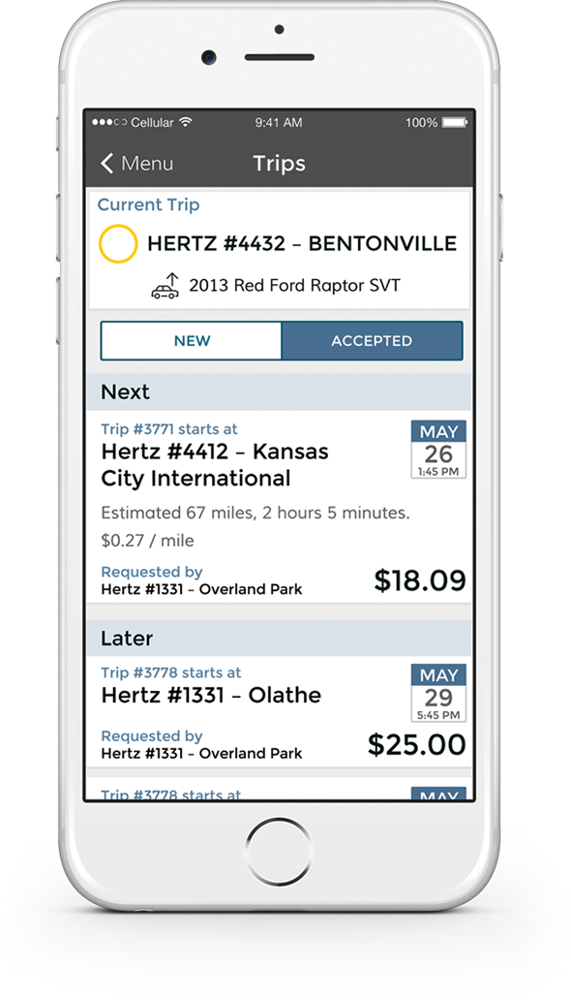 Cellular 9:41 AM 100%
Menu Trips
Current Trip
HERTZ #4432 – BENTONVILLE
2013 Red Ford Raptor SVT
NEW ACCEPTED
Next
Trip #3771 starts at
Hertz #4412 – Kansas
City International
MAY
26
1:45 PM
Estimated 67 miles, 2 hours 5 minutes.
$0.27 / mile
Requested by
Hertz #1331 – Overland Park
$18.09
Later
Trip #3778 starts at
Hertz #1331 – Olathe
MAY
29
5:45 PM
Requested by
Hertz #1331 – Overland Park
$25.00
Trip #3778 starts at
MAY